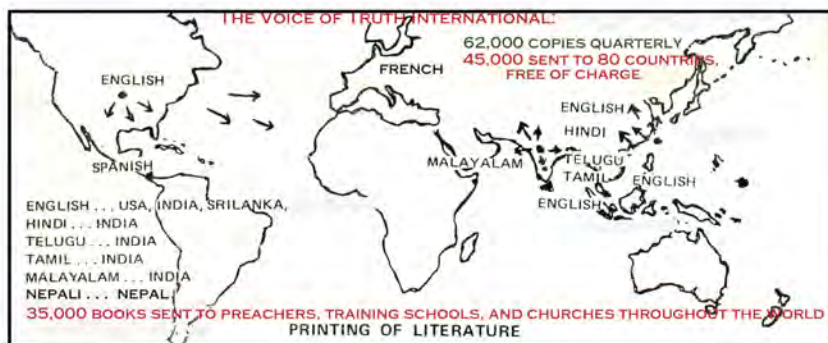 THE VOICE OF TRUTH INTERNATIONAL:
62,000 COPIES QUARTERLY
45,000 SENT TO 80 COUNTRIES,
FREE OF CHARGE
FRENCH
ENGLISH
ENGLISH
HINDI
MALAYALAM
TELUGU
SPANISH
TAMIL
ENGLISH
ENGLISH
ENGLISH . . . USA, INDIA, SRILANKA,
HINDI . . . INDIA
TELUGU . . . INDIA
TAMIL . . . INDIA
MALAYALAM . . . INDIA
NEPALI . . . NEPAL
35,000 BOOKS SENT TO PREACHERS, TRAINING SCHOOLS, AND CHURCHES THROUGHOUT THE WORLD
PRINTING OF LITERATURE